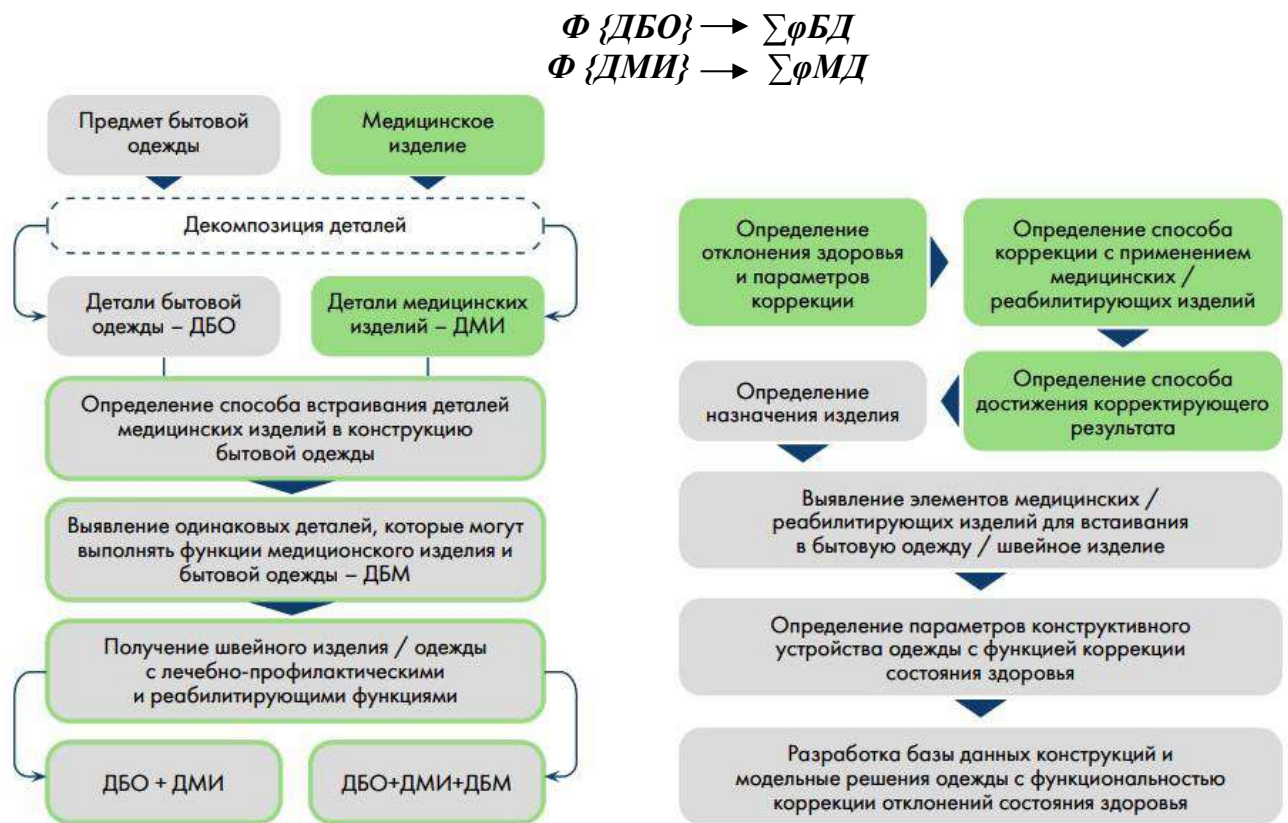 Ф {ДБО} → ∑φБД
Ф {ДМИ} → ∑φМД
Предмет бытовой
одежды
Медицинское
изделие
Декомпозиция деталей
Детали бытовой
одежды – ДБО
Детали медицинских
изделий – ДМИ
Определение способа встраивания деталей
медицинских изделий в конструкцию
бытовой одежды
Выявление одинаковых деталей, которые могут
выполнять функции медиционского изделия и
бытовой одежды – ДБМ
Получение швейного изделия / одежды
с лечебно-профилактическими
и реабилитирующими функциями
ДБО + ДМИ
ДБО+ДМИ+ДБМ
Определение
отклонения здоровья
и параметров
коррекции
Определение способа
коррекции с применением
медицинских /
реабилитирующих изделий
Определение способа
достижения корректирующего
результата
Определение
назначения изделия
Выявление элементов медицинских /
реабилитирующих изделий для встаивания
в бытовую одежду / швейное изделие
Определение параметров конструктивного
устройства одежды с функцией коррекции
состояния здоровья
Разработка базы данных конструкций и
модельные решения одежды с функциональностью
коррекции отклонений состояния здоровья